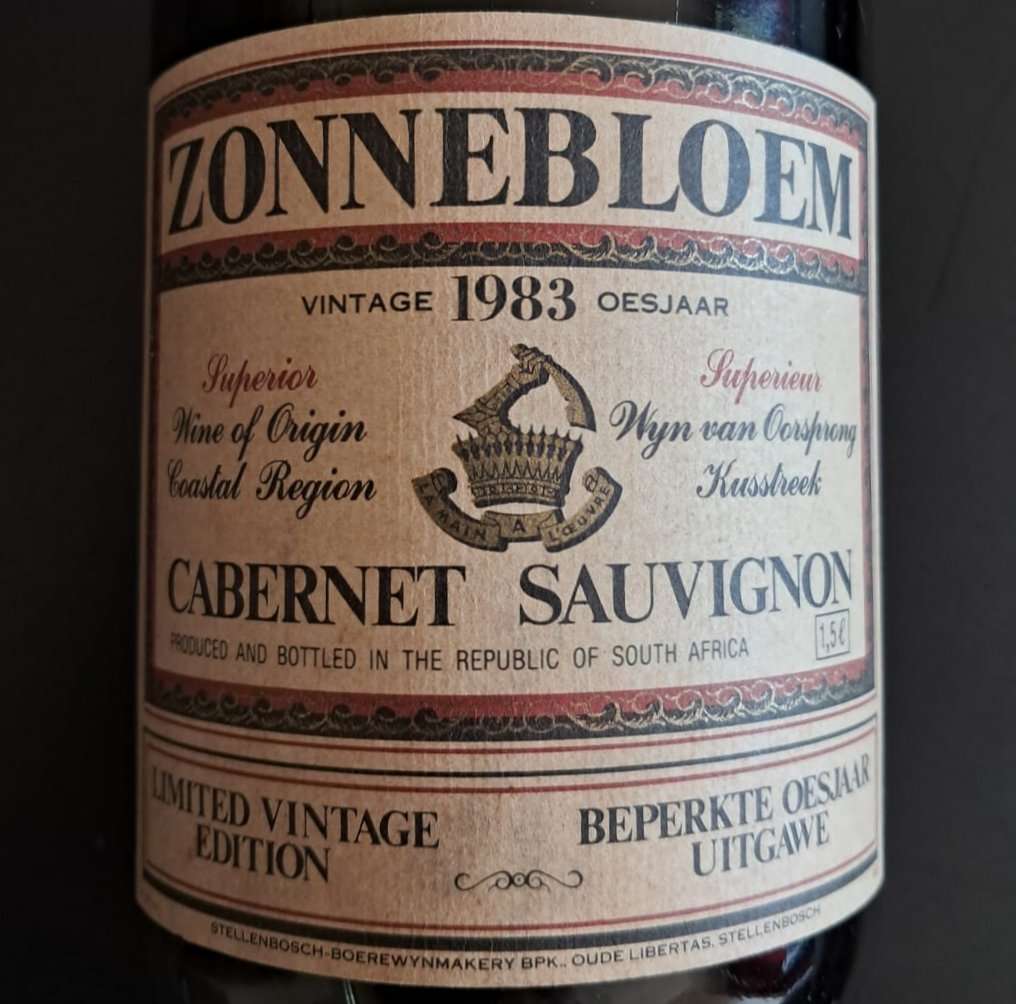 ZONNEBLOEM
VINTAGE 1983 OESJAAR
Superior
Wine of Origin
Coastal Region
Superieur
Wyn van Oorsprong
Kusstreek
LA MAIN A L'ŒUVRE
CABERNET SAUVIGNON
1,5ℓ
PRODUCED AND BOTTLED IN THE REPUBLIC OF SOUTH AFRICA
LIMITED VINTAGE
EDITION
BEPERKTE OESJAAR
UITGAWE
STELLENBOSCH-BOEREWYNMAKERY BPK., OUDE LIBERTAS, STELLENBOSCH